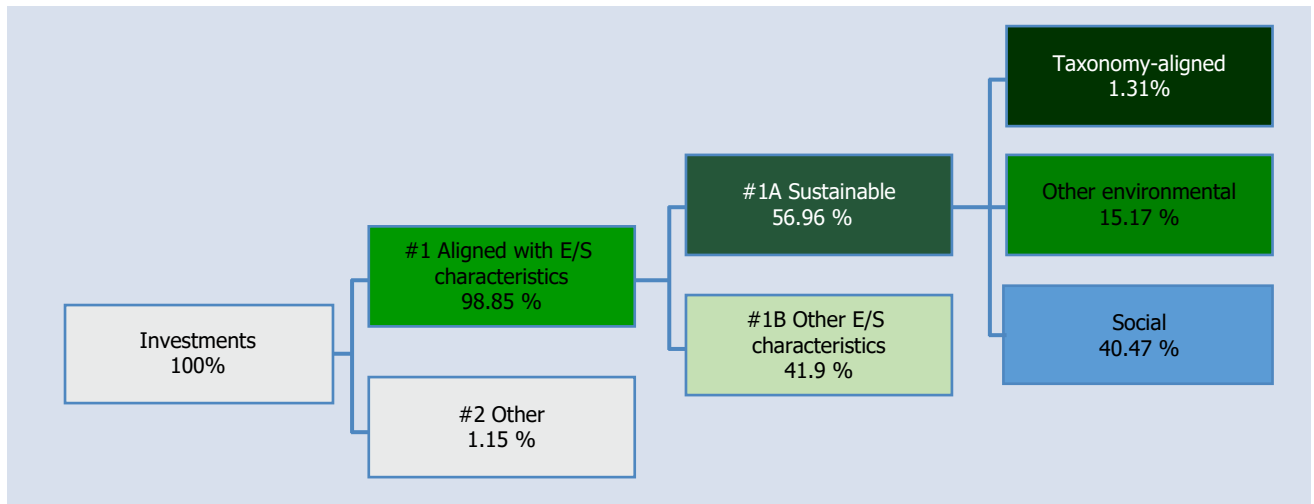 Investments
100%
#1 Aligned with E/S
characteristics
98.85 %
#2 Other
1.15 %
#1A Sustainable
56.96 %
#1B Other E/S
characteristics
41.9 %
Taxonomy-aligned
1.31%
Other environmental
15.17 %
Social
40.47 %